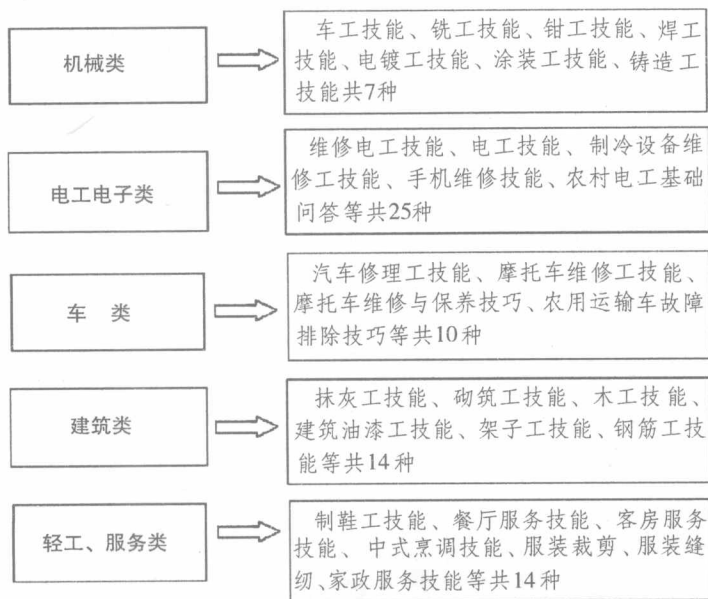 机械类
车工技能、铣工技能、钳工技能、焊工
技能、电镀工技能、涂装工技能、铸造工
技能共7种
电工电子类
维修电工技能、电工技能、制冷设备维
修工技能、手机维修技能、农村电工基础
问答等共25种
车 类
汽车修理工技能、摩托车维修工技能、
摩托车维修与保养技巧、农用运输车故障
排除技巧等共10种
建筑类
抹灰工技能、砌筑工技能、木工技能、
建筑油漆工技能、架子工技能、钢筋工技
能等共14种
轻工、服务类
制鞋工技能、餐厅服务技能、客房服务
技能、中式烹调技能、服装裁剪、服装缝
纫、家政服务技能等共14种